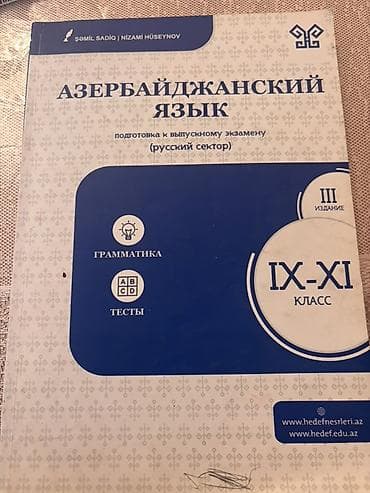 ŞƏMİL SADİQ | NİZAMİ HÜSEYNOV
АЗЕРБАЙДЖАНСКИЙ
ЯЗЫК
ПОДГОТОВКА К ВЫПУСКНОМУ ЭКЗАМЕНУ
(русский сектор)
III
ИЗДАНИЕ
ГРАММАТИКА
IX-XI
КЛАСС
A B
C D
ТЕСТЫ
www.hedefnesrleri.az
www.hedef.edu.az